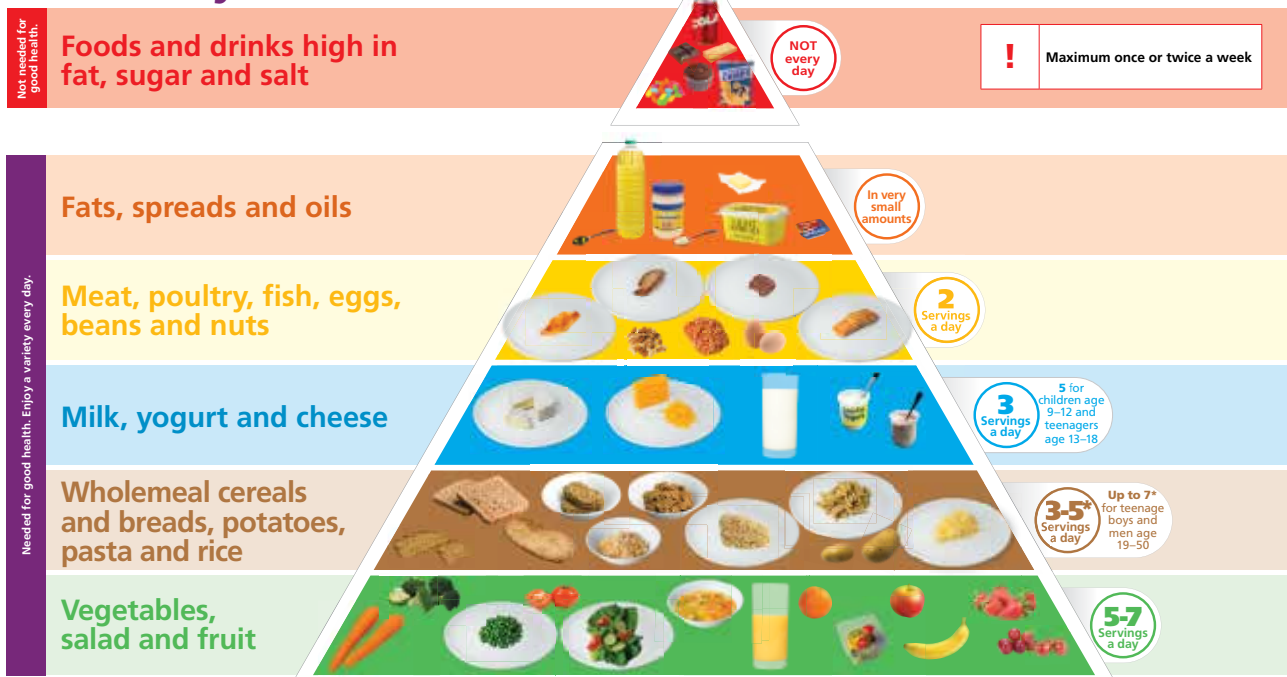 Not needed for
good health.
Foods and drinks high in
fat, sugar and salt
COLA
NOT
every
day
!
Maximum once or twice a week
Needed for good health. Enjoy a variety every day.
Fats, spreads and oils
In very
small
amounts
Meat, poultry, fish, eggs,
beans and nuts
2
Servings
a day
Milk, yogurt and cheese
3
Servings
a day
5 for
children age
9–12 and
teenagers
age 13–18
Wholemeal cereals
and breads, potatoes,
pasta and rice
3-5*
Servings
a day
Up to 7*
for teenage
boys and
men age
19–50
Vegetables,
salad and fruit
5-7
Servings
a day